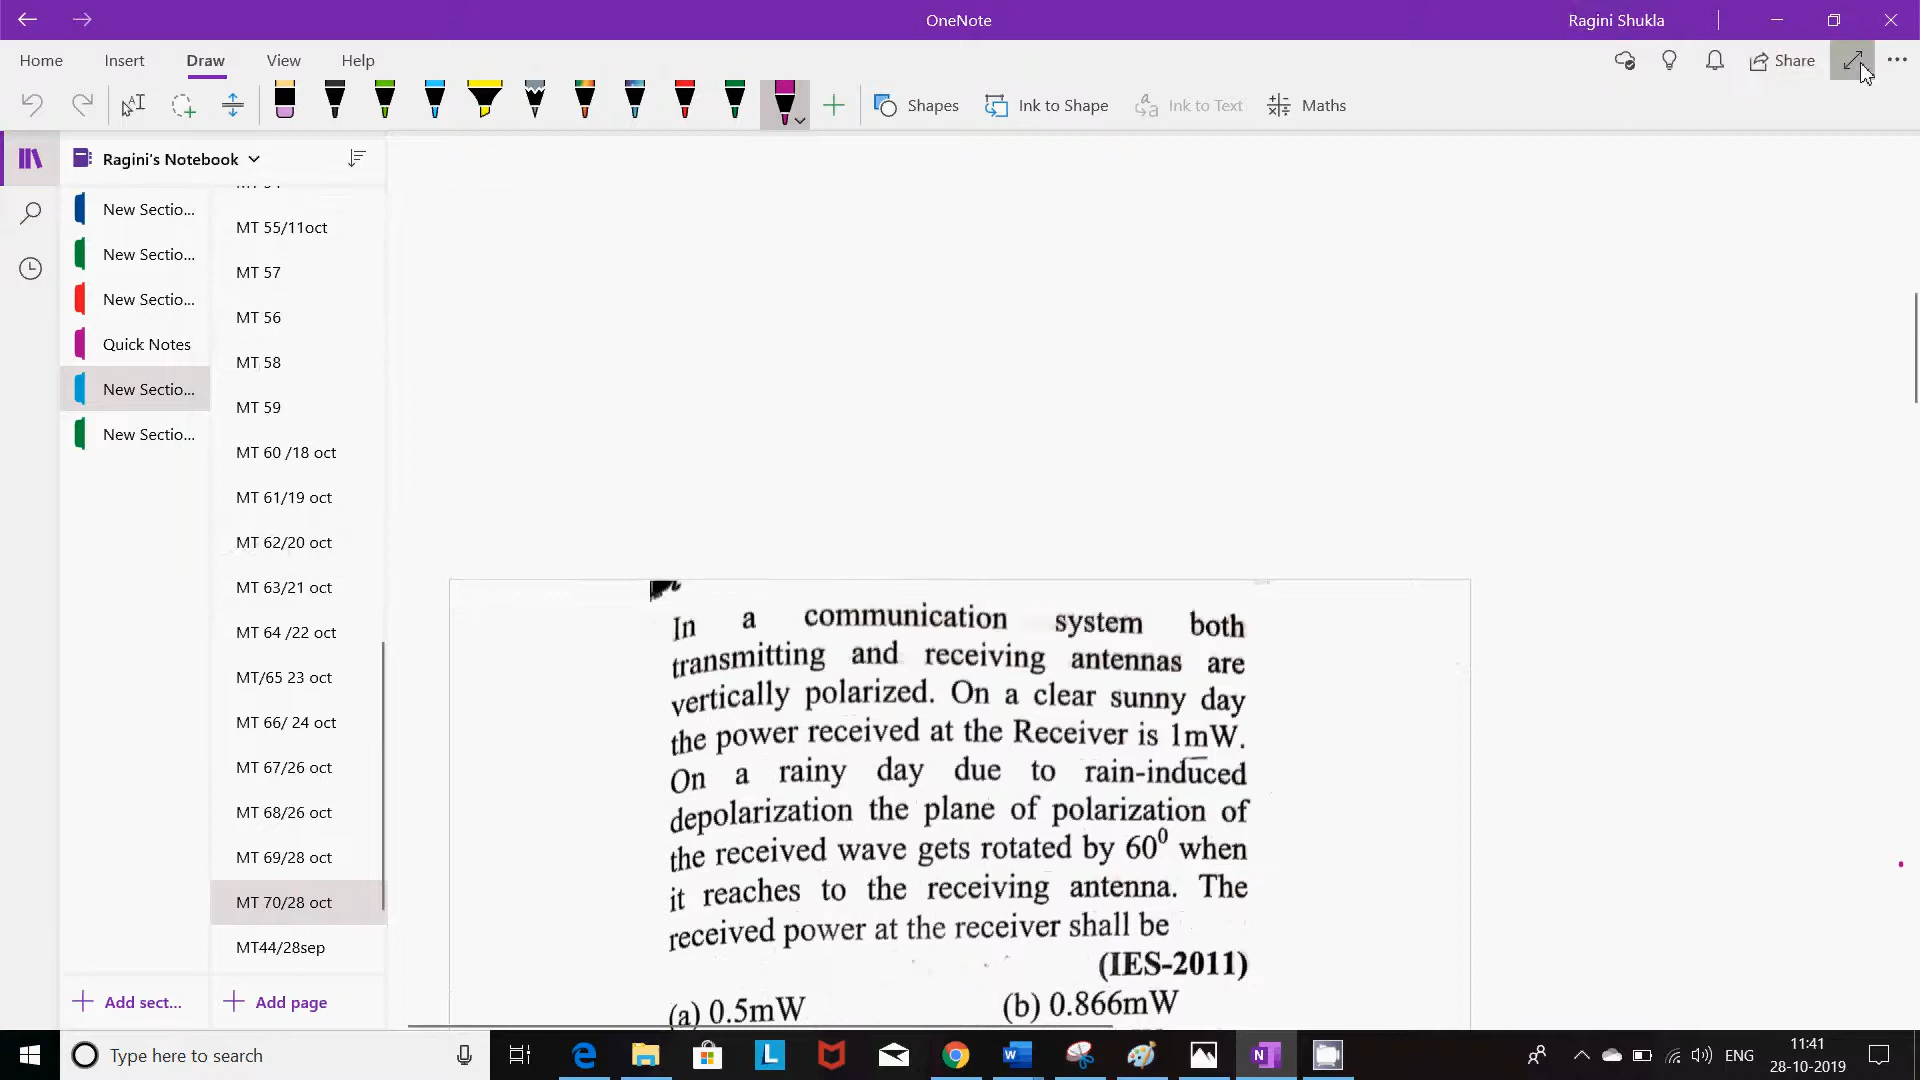 OneNote
Ragini Shukla
Home Insert Draw View Help
Share
Shapes
Ink to Shape
Ink to Text
Maths
Ragini's Notebook
New Sectio...
New Sectio...
New Sectio...
Quick Notes
New Sectio...
New Sectio...
MT 55/11oct
MT 57
MT 56
MT 58
MT 59
MT 60 /18 oct
MT 61/19 oct
MT 62/20 oct
MT 63/21 oct
MT 64 /22 oct
MT/65 23 oct
MT 66/ 24 oct
MT 67/26 oct
MT 68/26 oct
MT 69/28 oct
MT 70/28 oct
MT44/28sep
Add sect...
Add page
In a communication system both
transmitting and receiving antennas are
vertically polarized. On a clear sunny day
the power received at the Receiver is 1mW.
On a rainy day due to rain-induced
depolarization the plane of polarization of
the received wave gets rotated by 60⁰ when
it reaches to the receiving antenna. The
received power at the receiver shall be
(IES-2011)
(a) 0.5mW (b) 0.866mW
Type here to search
ENG
11:41
28-10-2019